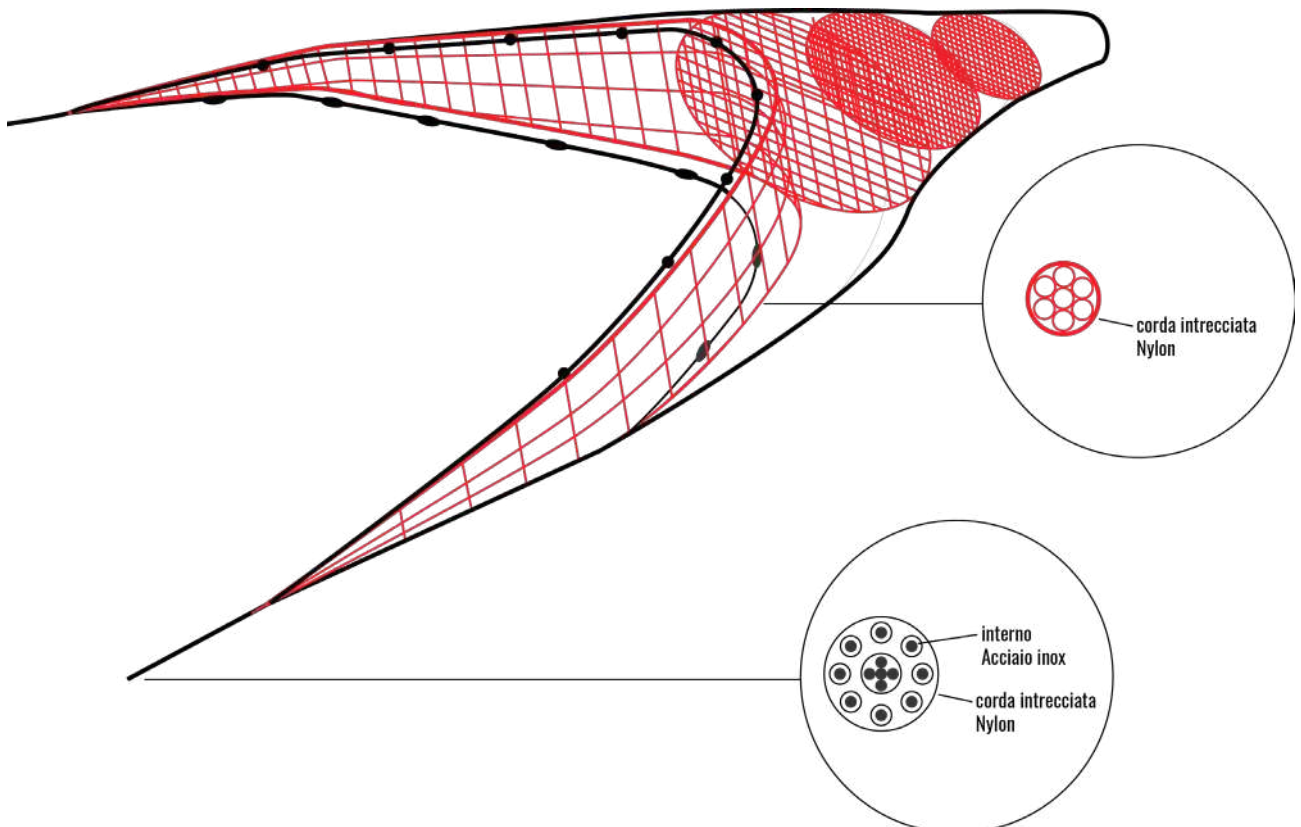 corda intrecciata
Nylon
interno
Acciaio inox
corda intrecciata
Nylon